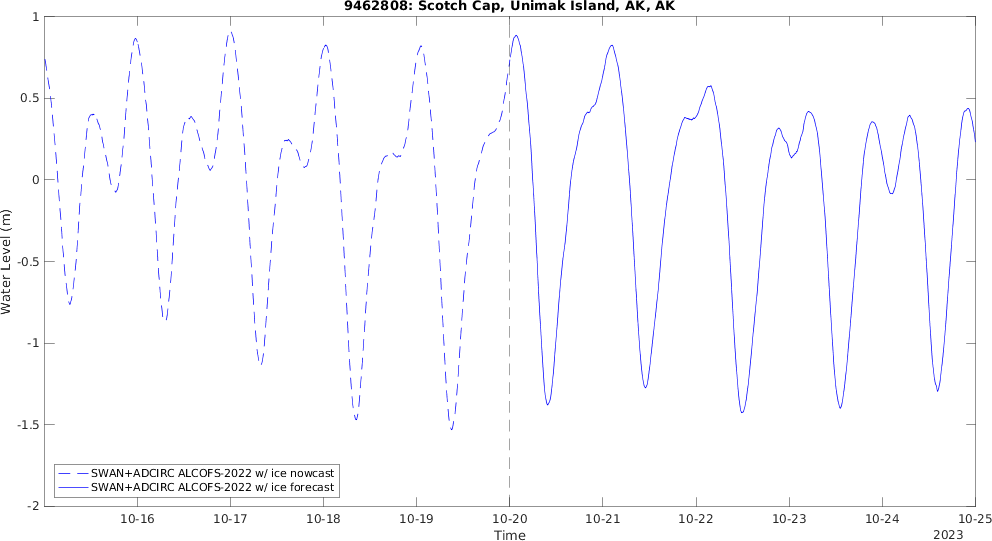 9462808: Scotch Cap, Unimak Island, AK, AK
1
0.5
0
-0.5
-1
-1.5
-2
Water Level (m)
SWAN+ADCIRC ALCOFS-2022 w/ ice nowcast
SWAN+ADCIRC ALCOFS-2022 w/ ice forecast
10-16 10-17 10-18 10-19 10-20 10-21 10-22 10-23 10-24 10-25
Time
2023